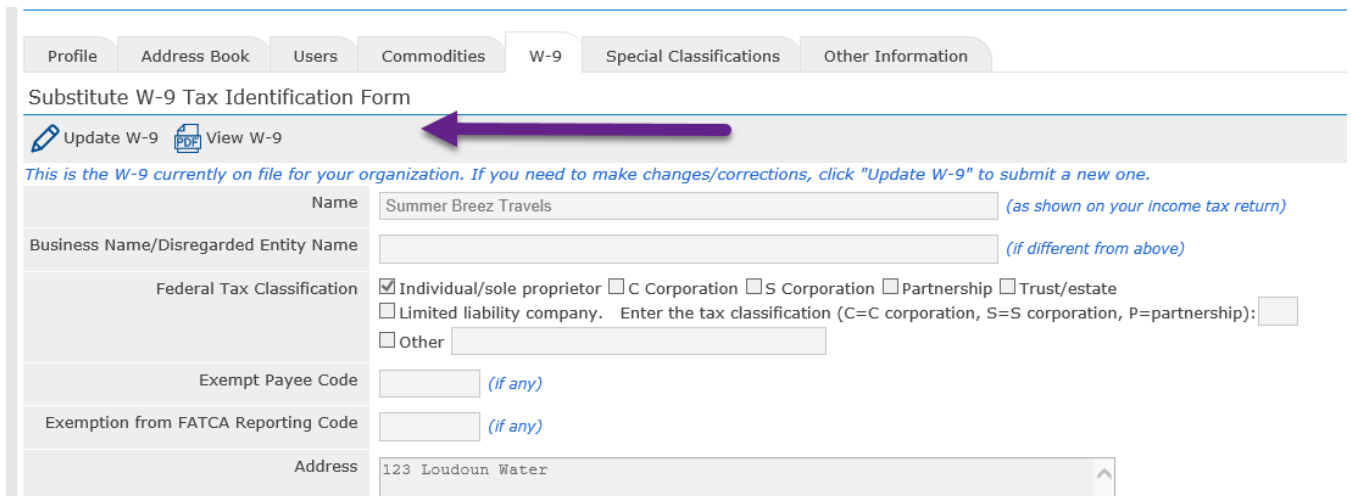 Profile Address Book Users Commodities W-9 Special Classifications Other Information
Substitute W-9 Tax Identification Form
Update W-9 PDF View W-9
This is the W-9 currently on file for your organization. If you need to make changes/corrections, click "Update W-9" to submit a new one.
Name Summer Breez Travels (as shown on your income tax return)
Business Name/Disregarded Entity Name (if different from above)
Federal Tax Classification Individual/sole proprietor C Corporation S Corporation Partnership Trust/estate
Limited liability company. Enter the tax classification (C=C corporation, S=S corporation, P=partnership):
Other
Exempt Payee Code (if any)
Exemption from FATCA Reporting Code (if any)
Address 123 Loudoun Water